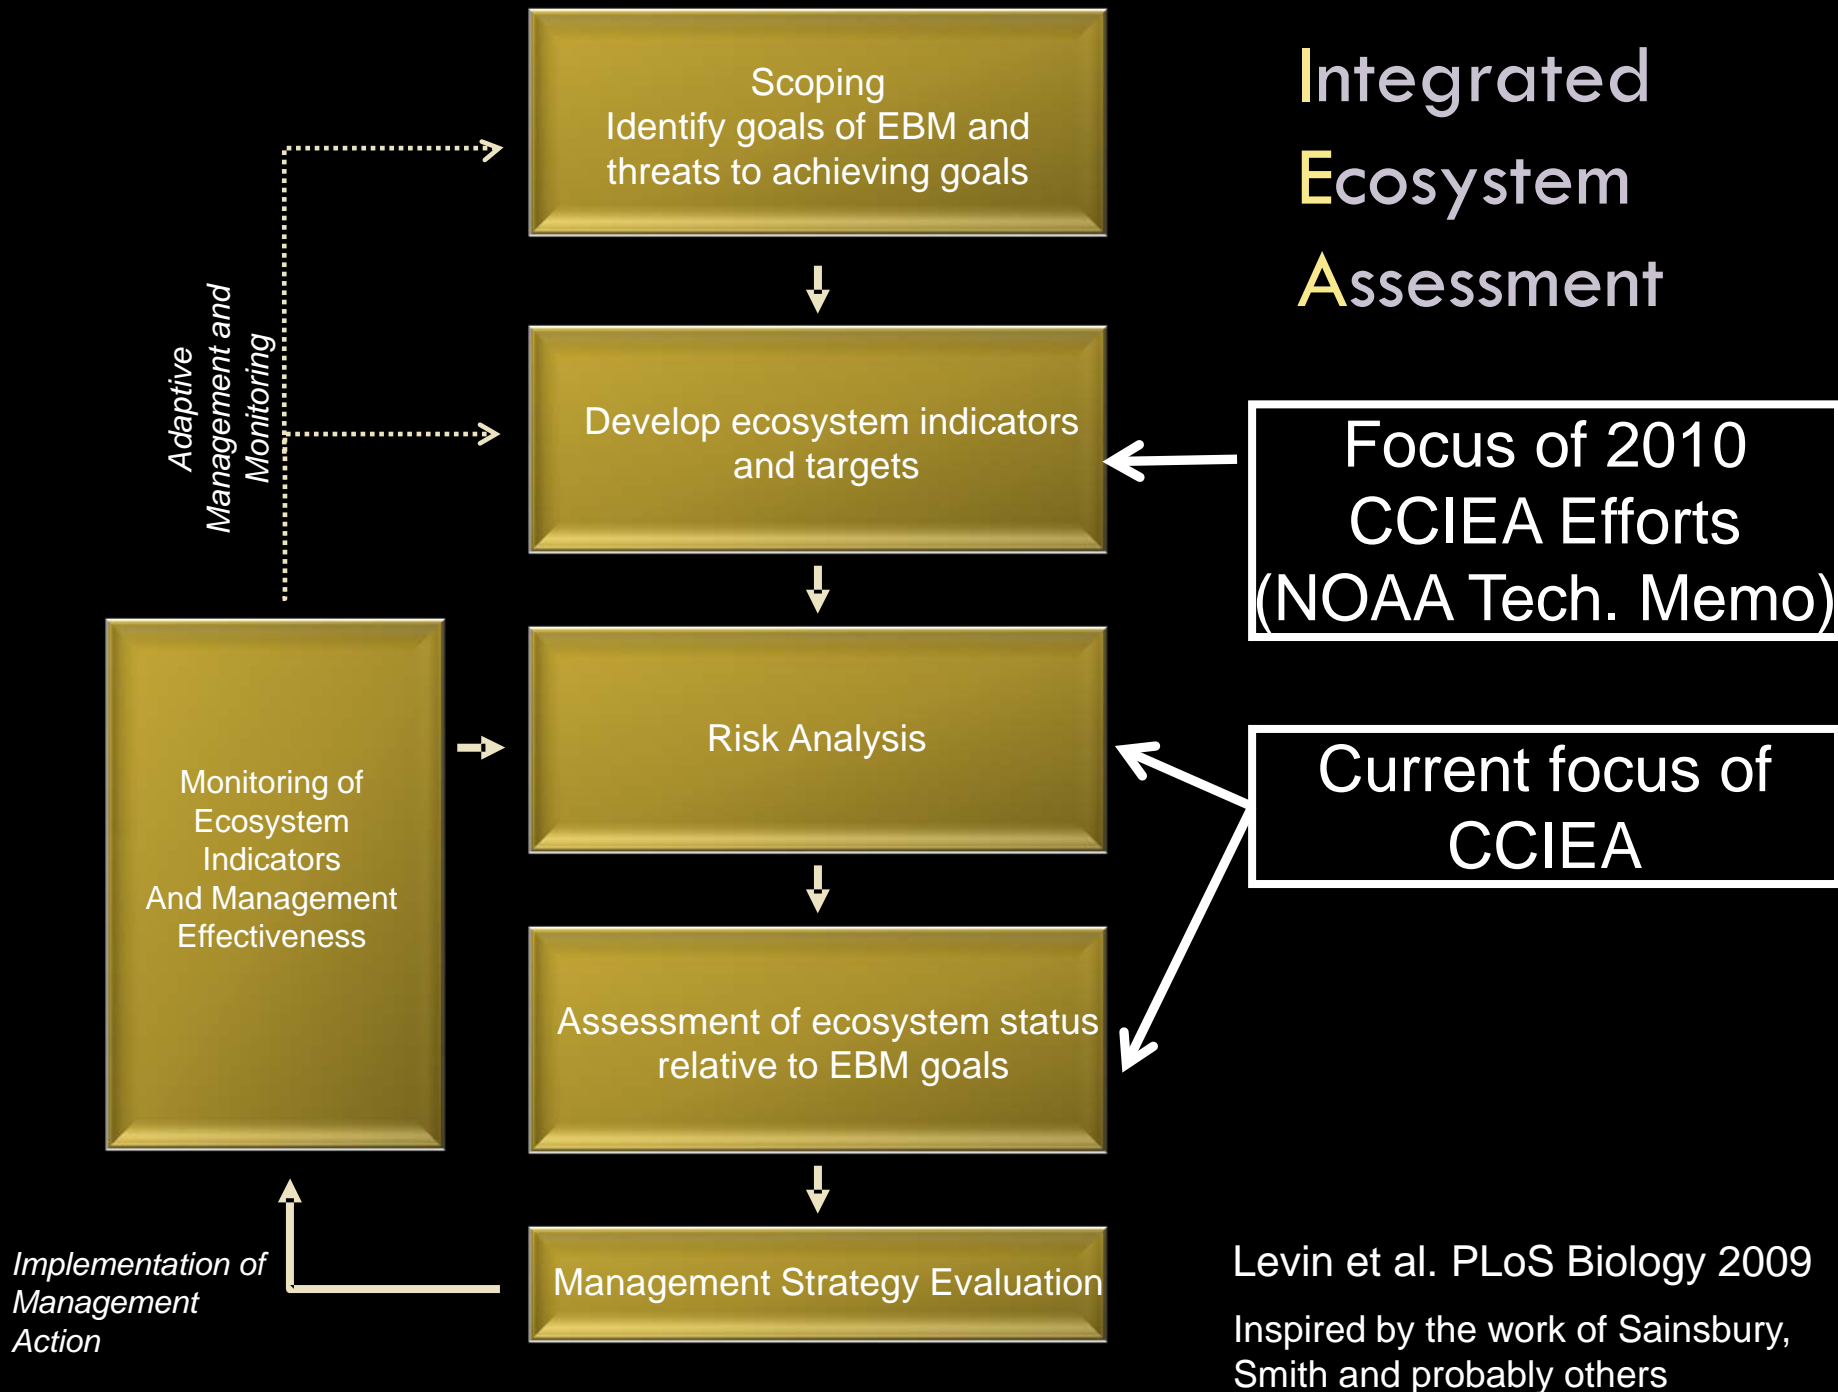 Integrated
Ecosystem
Assessment
Scoping
Identify goals of EBM and
threats to achieving goals
Adaptive
Management and
Monitoring
Develop ecosystem indicators
and targets
Focus of 2010
CCIEA Efforts
(NOAA Tech. Memo)
Risk Analysis
Current focus of
CCIEA
Monitoring of
Ecosystem
Indicators
And Management
Effectiveness
Assessment of ecosystem status
relative to EBM goals
Management Strategy Evaluation
Implementation of
Management
Action
Levin et al. PLoS Biology 2009
Inspired by the work of Sainsbury,
Smith and probably others